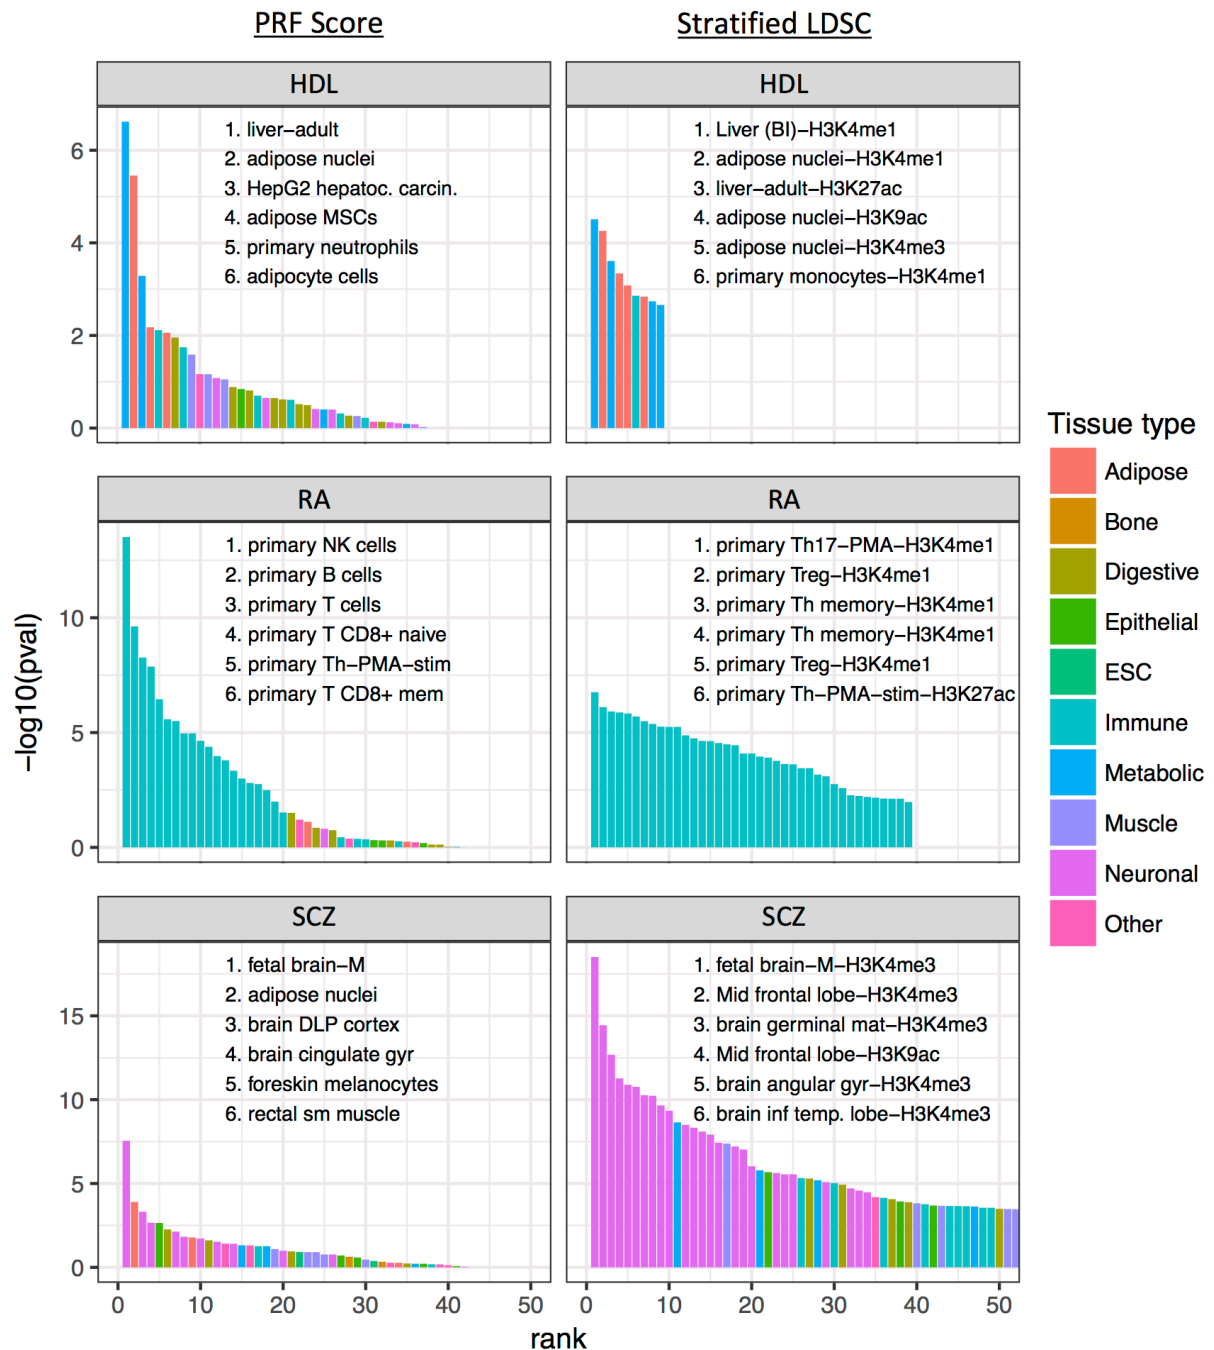 PRF Score
Stratified LDSC
HDL
HDL
6
4
2
0
1. liver−adult
2. adipose nuclei
3. HepG2 hepatoc. carcin.
4. adipose MSCs
5. primary neutrophils
6. adipocyte cells
1. Liver (BI)−H3K4me1
2. adipose nuclei−H3K4me1
3. liver−adult−H3K27ac
4. adipose nuclei−H3K9ac
5. adipose nuclei−H3K4me3
6. primary monocytes−H3K4me1
RA
RA
10
5
0
1. primary NK cells
2. primary B cells
3. primary T cells
4. primary T CD8+ naive
5. primary Th−PMA−stim
6. primary T CD8+ mem
1. primary Th17−PMA−H3K4me1
2. primary Treg−H3K4me1
3. primary Th memory−H3K4me1
4. primary Th memory−H3K4me1
5. primary Treg−H3K4me1
6. primary Th−PMA−stim−H3K27ac
−log10(pval)
SCZ
SCZ
15
10
5
0
1. fetal brain−M
2. adipose nuclei
3. brain DLP cortex
4. brain cingulate gyr
5. foreskin melanocytes
6. rectal sm muscle
1. fetal brain−M−H3K4me3
2. Mid frontal lobe−H3K4me3
3. brain germinal mat−H3K4me3
4. Mid frontal lobe−H3K9ac
5. brain angular gyr−H3K4me3
6. brain inf temp. lobe−H3K4me3
0 10 20 30 40 50
0 10 20 30 40 50
rank
Tissue type
Adipose
Bone
Digestive
Epithelial
ESC
Immune
Metabolic
Muscle
Neuronal
Other